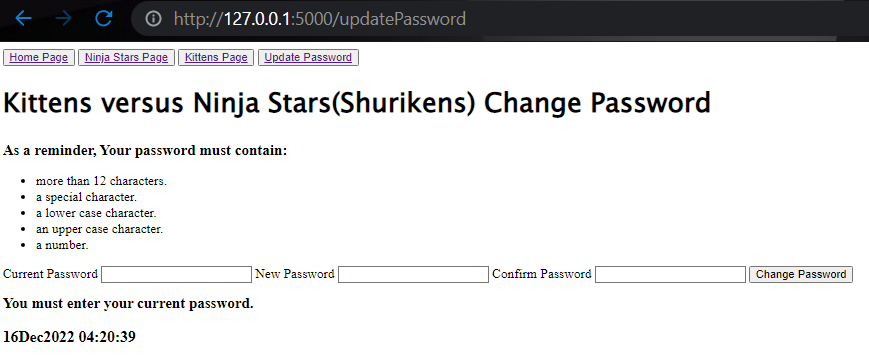 http://127.0.0.1:5000/updatePassword
Home Page Ninja Stars Page Kittens Page Update Password
Kittens versus Ninja Stars(Shurikens) Change Password
As a reminder, Your password must contain:
more than 12 characters.
a special character.
a lower case character.
an upper case character.
a number.
Current Password New Password Confirm Password Change Password
You must enter your current password.
16Dec2022 04:20:39